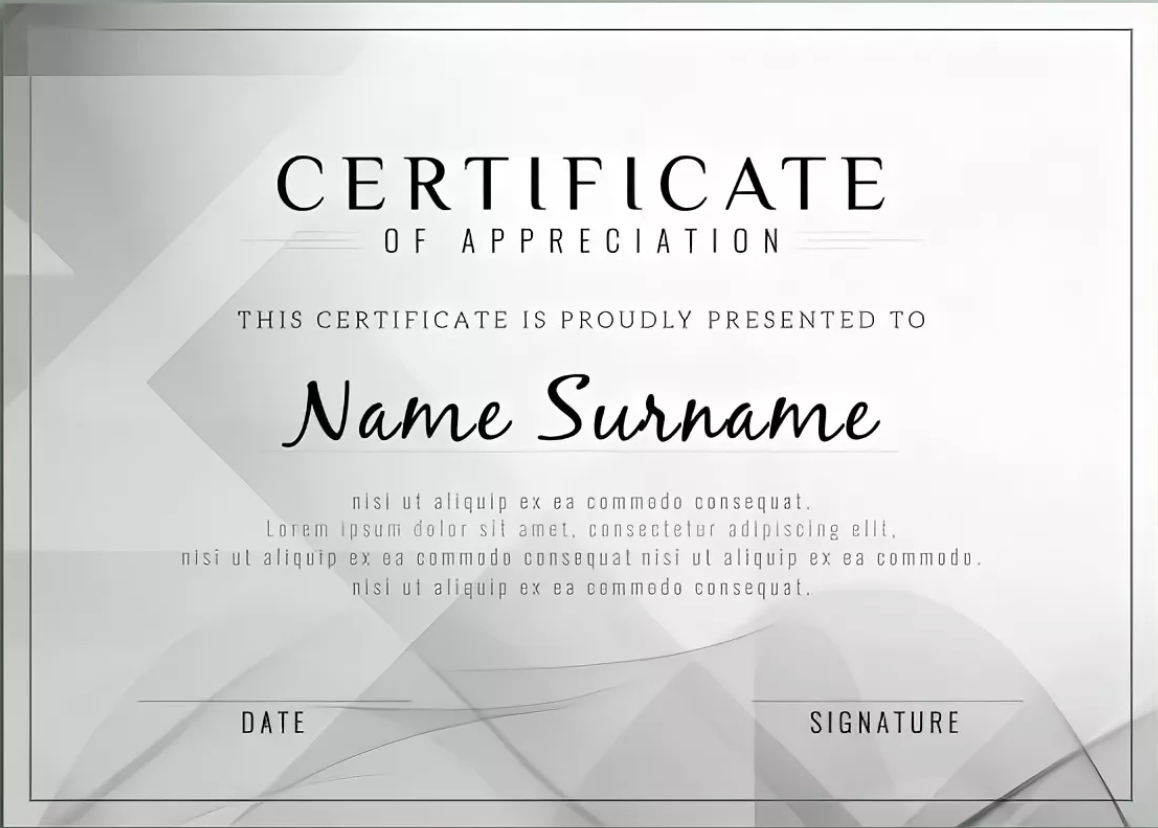 CERTIFICATE
OF APPRECIATION
THIS CERTIFICATE IS PROUDLY PRESENTED TO
Name Surname
nisi ut aliquip ex ea commodo consequat.
Lorem ipsum dolor sit amet, consectetur adipiscing elit,
nisi ut aliquip ex ea commodo consequat nisi ut aliquip ex ea commodo.
nisi ut aliquip ex ea commodo consequat.
DATE
SIGNATURE